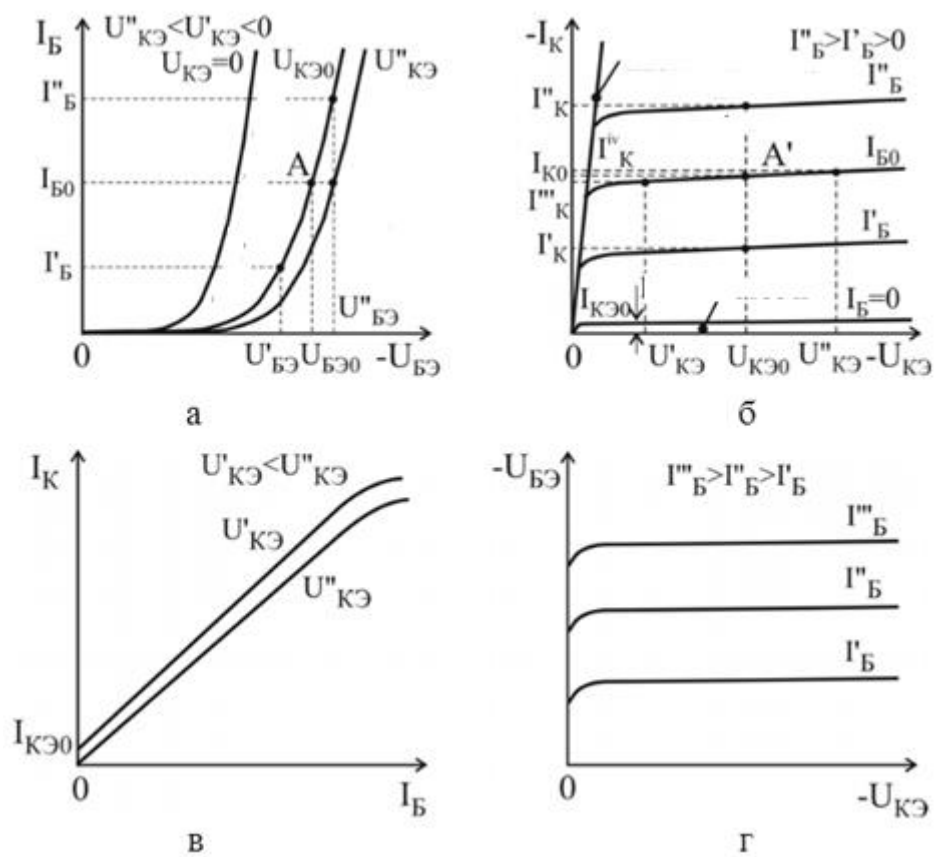 I_Б
U''_КЭ<U'_КЭ<0
U_КЭ=0
U_КЭ0
U''_КЭ
I''_Б
A
I_Б0
I'_Б
U''_БЭ
0
U'_БЭ
U_БЭ0
-U_БЭ
а
-I_К
I''_Б>I'_Б>0
I''_Б
I''_К
I^iv_К
A'
I_Б0
I_К0
I'''_К
I'_Б
I'_К
I_КЭ0
I_Б=0
0
U'_КЭ
U_КЭ0
U''_КЭ
-U_КЭ
б
I_К
U'_КЭ<U''_КЭ
U'_КЭ
U''_КЭ
I_КЭ0
0
I_Б
в
-U_БЭ
I'''_Б>I''_Б>I'_Б
I'''_Б
I''_Б
I'_Б
0
-U_КЭ
г